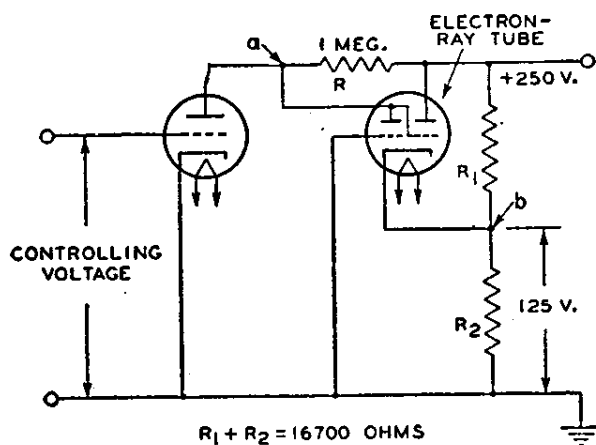 ELECTRON-
RAY TUBE
a
1 MEG.
R
+250 V.
R1
b
CONTROLLING
VOLTAGE
125 V.
R2
R1 + R2 = 16700 OHMS